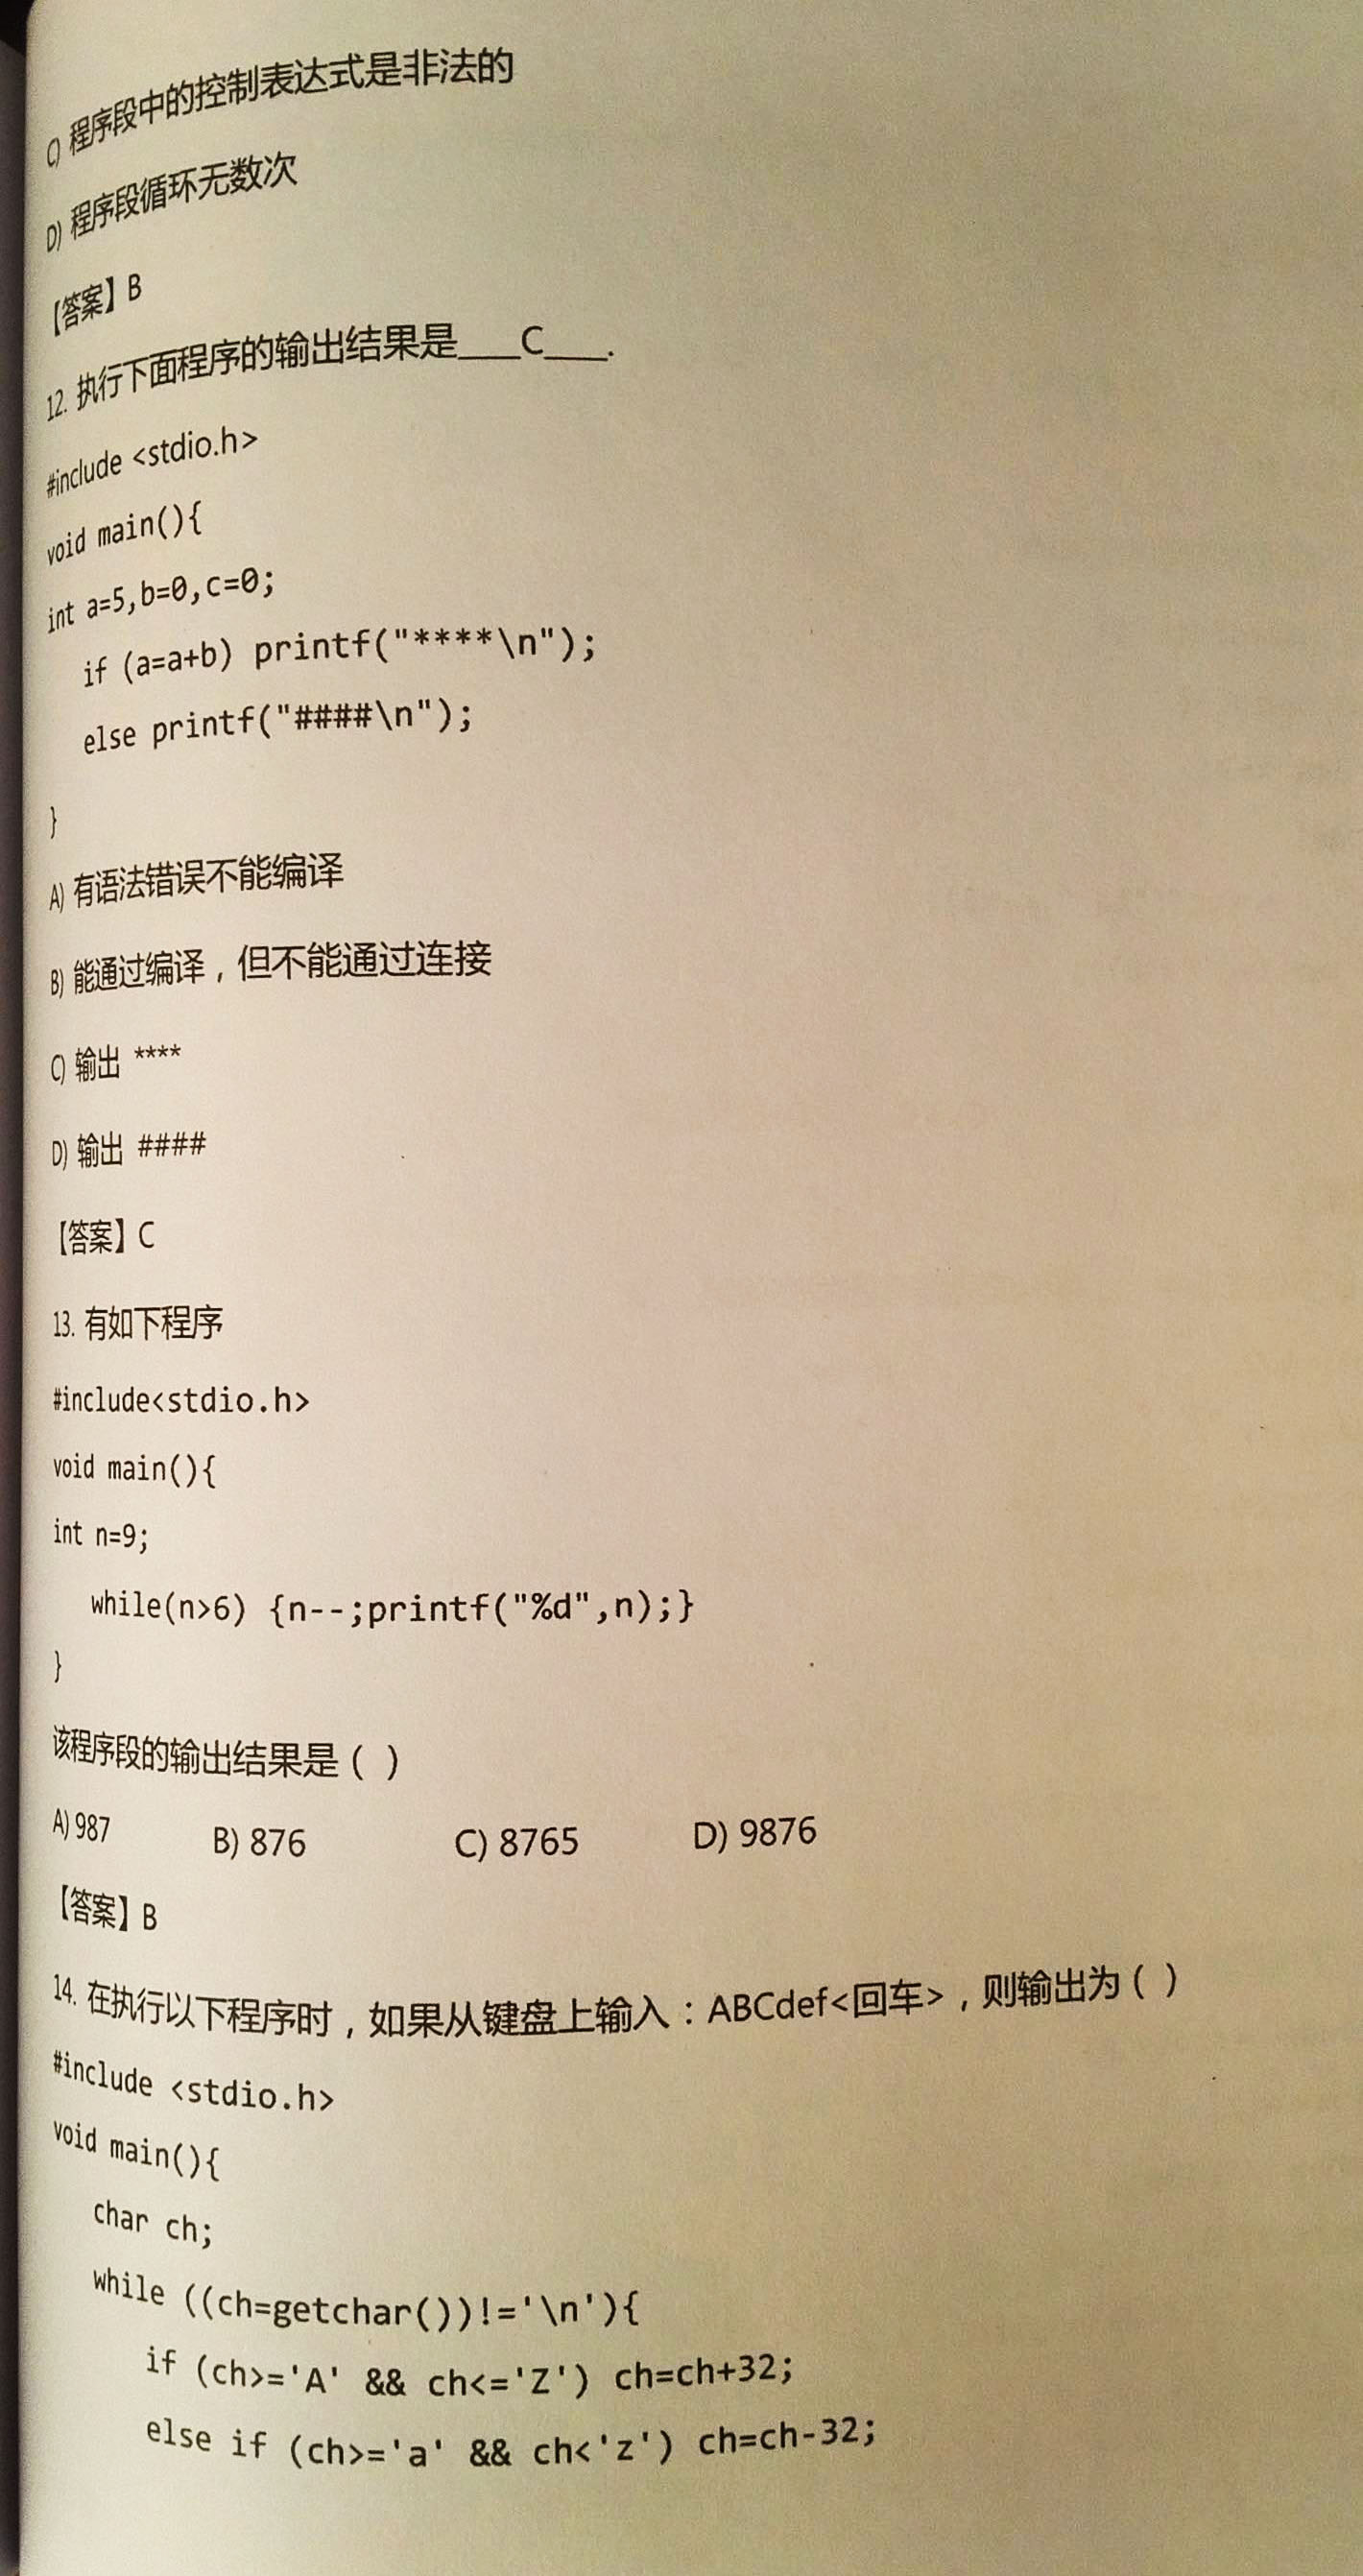 C) 程序段中的控制表达式是非法的
D) 程序段循环无数次
【答案】B
12. 执行下面程序的输出结果是___C___.
#include <stdio.h>
void main(){
int a=5,b=0,c=0;
if (a=a+b) printf("****\n");
else printf("####\n");
}
A) 有语法错误不能编译
B) 能通过编译，但不能通过连接
C) 输出 ****
D) 输出 ####
【答案】C
13. 有如下程序
#include<stdio.h>
void main(){
int n=9;
while(n>6) {n--;printf("%d",n);}
}
该程序段的输出结果是（ ）
A) 987 B) 876 C) 8765 D) 9876
【答案】B
14. 在执行以下程序时，如果从键盘上输入：ABCdef<回车>，则输出为（ ）
#include <stdio.h>
void main(){
char ch;
while ((ch=getchar())!='\n'){
if (ch>='A' && ch<='Z') ch=ch+32;
else if (ch>='a' && ch<'z') ch=ch-32;